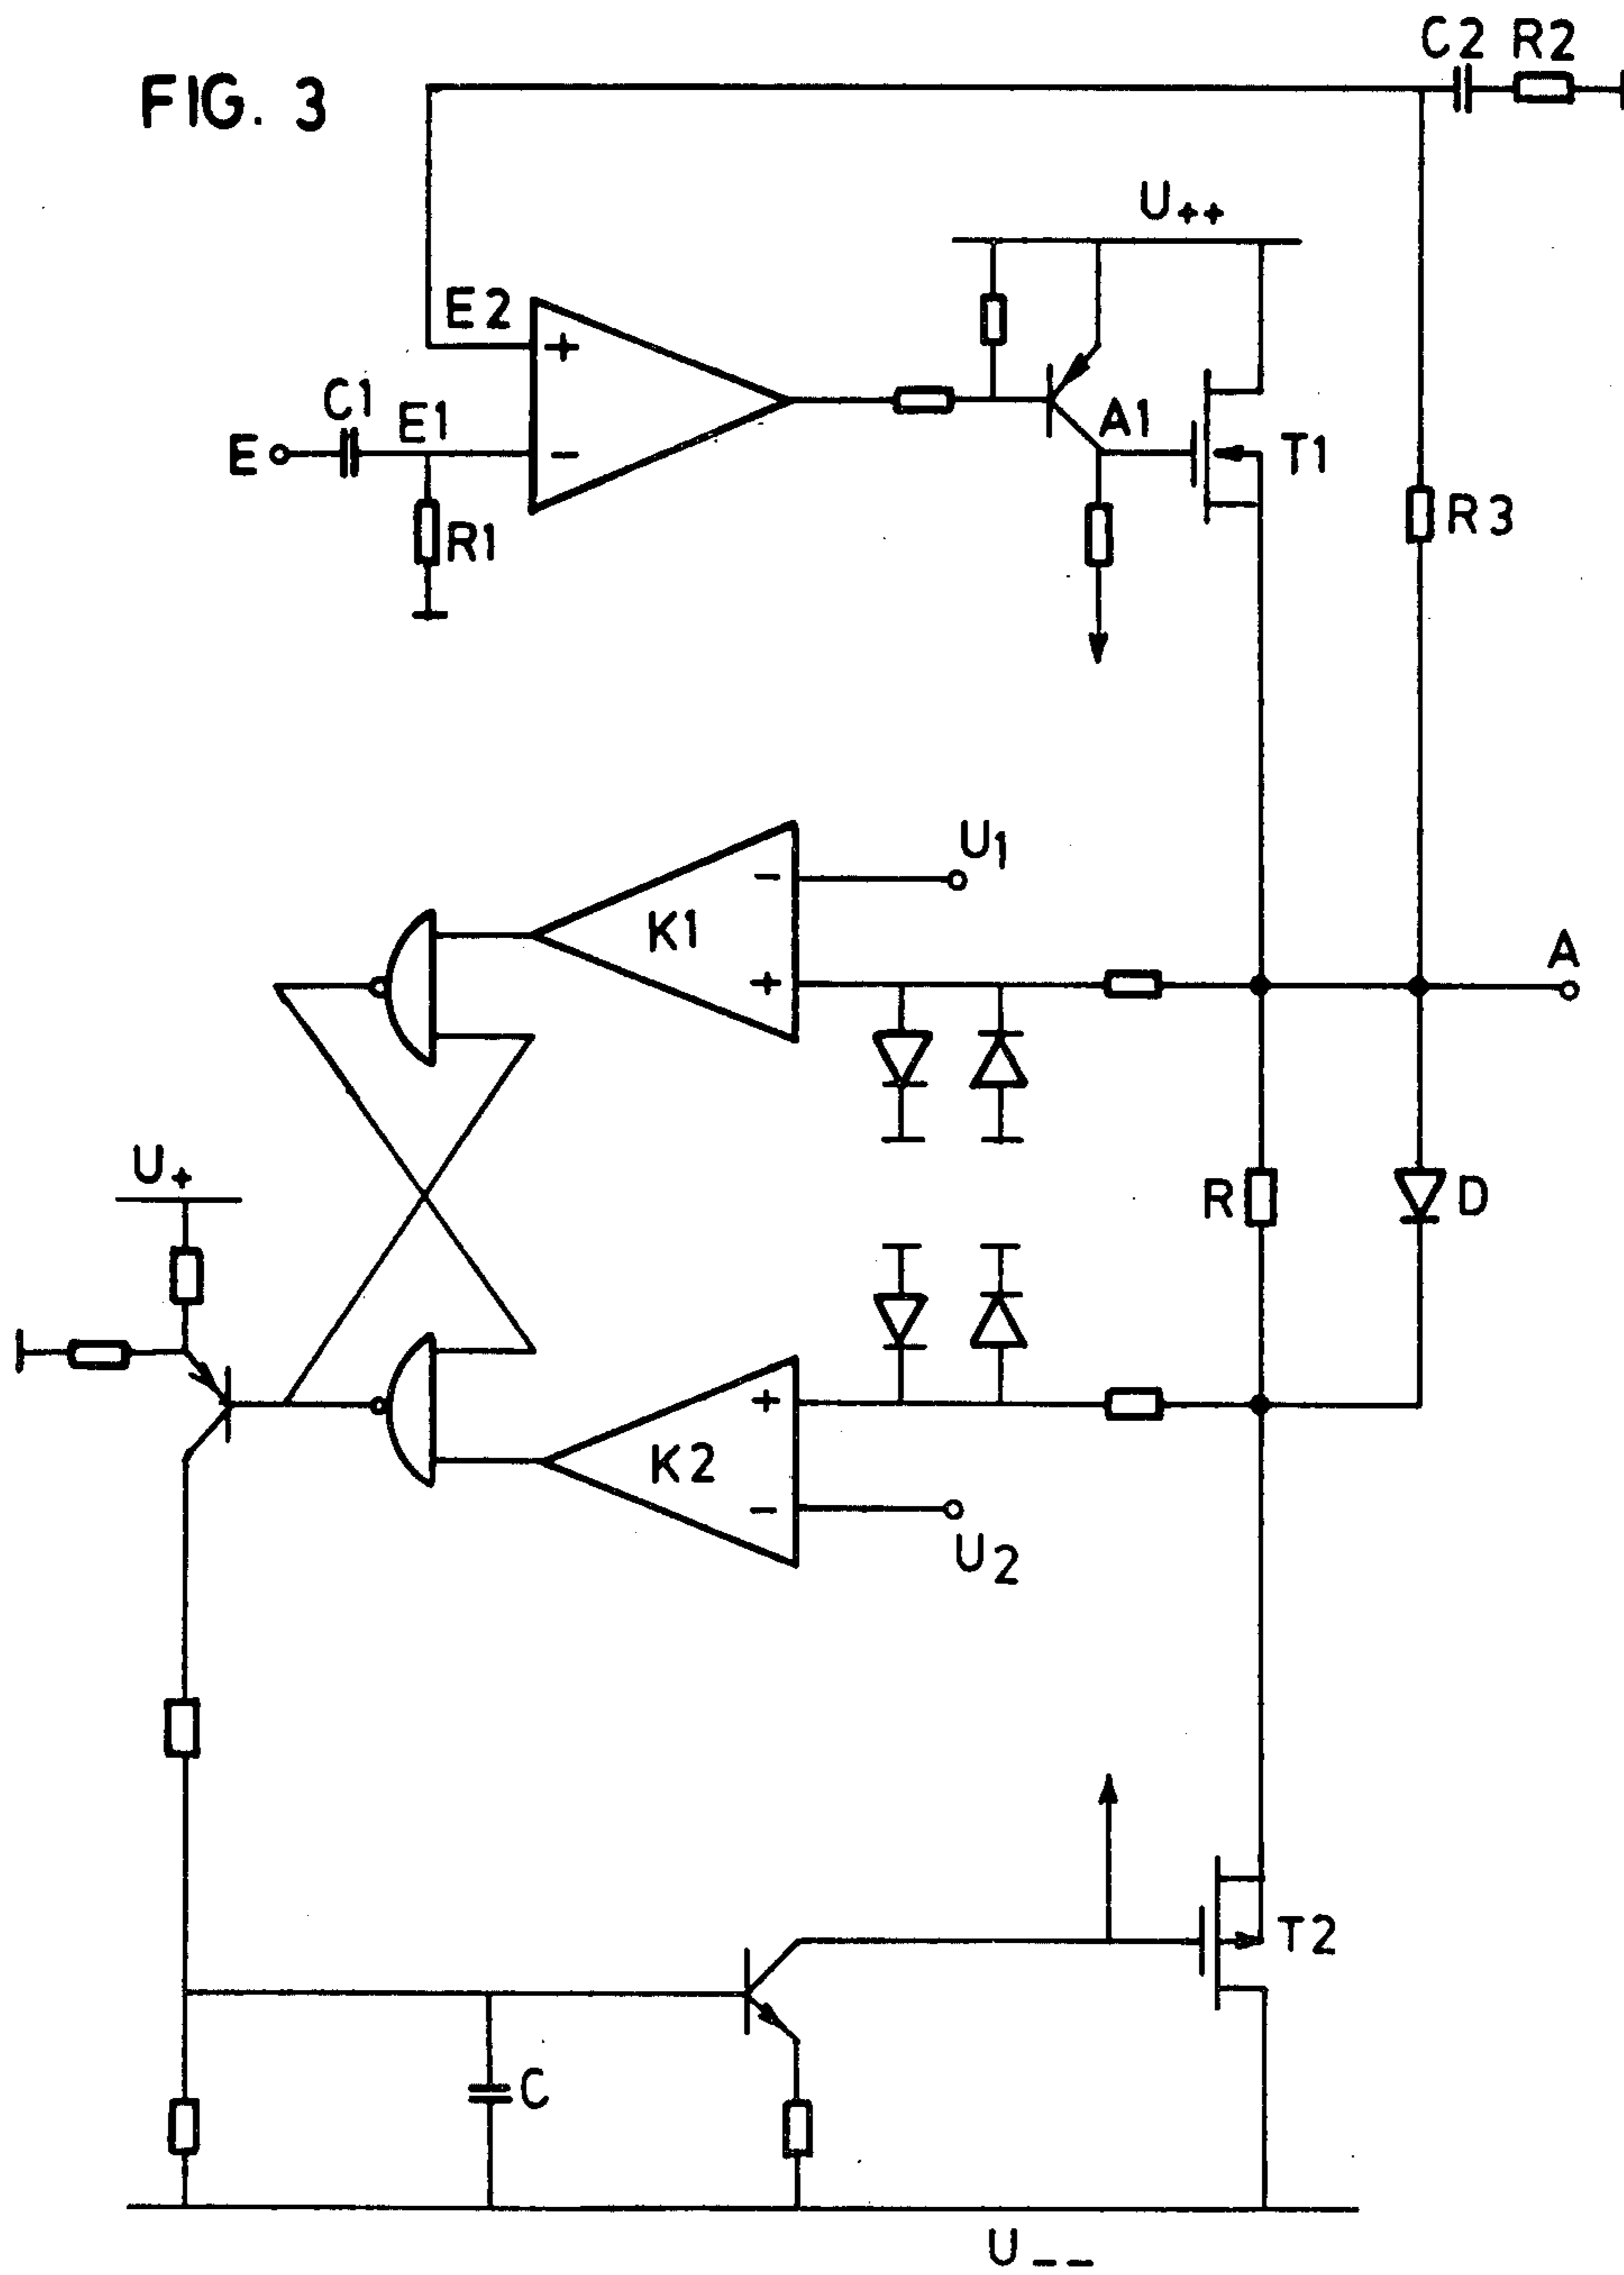 C2 R2
FIG. 3
U++
E2
+
C1
E1
A1
E
-
T1
R1
R3
U1
-
K1
A
+
U+
R
D
+
K2
-
U2
T2
C
U--